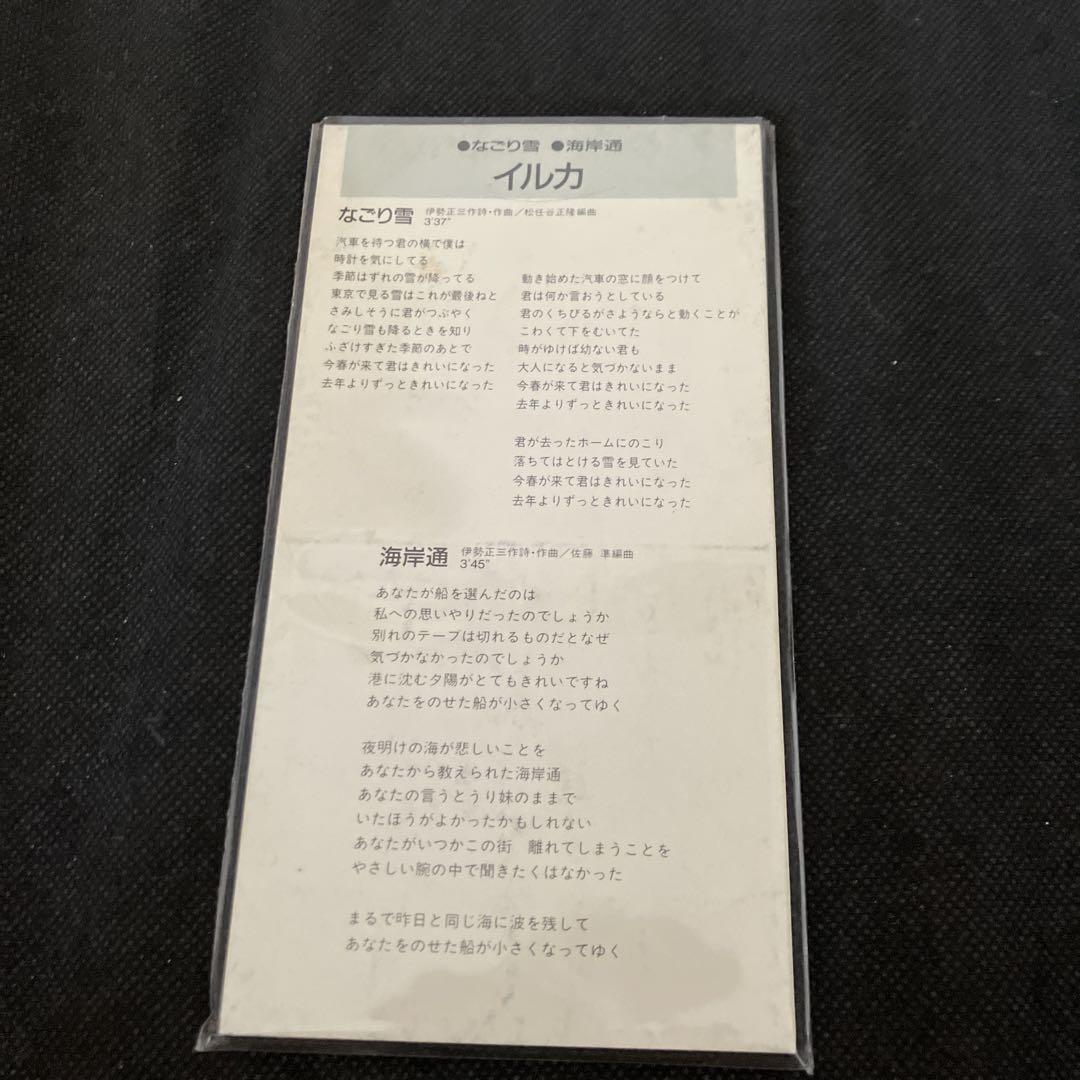 ●なごり雪 ●海岸通
イルカ
なごり雪 伊勢正三作詩・作曲／松任谷正隆編曲
3'37"
汽車を待つ君の横で僕は
時計を気にしてる
季節はずれの雪が降ってる
東京で見る雪はこれが最後ねと
さみしそうに君がつぶやく
なごり雪も降るときを知り
ふざけすぎた季節のあとで
今春が来て君はきれいになった
去年よりずっときれいになった
動き始めた汽車の窓に顔をつけて
君は何か言おうとしている
君のくちびるがさようならと動くことが
こわくて下をむいてた
時がゆけば幼ない君も
大人になると気づかないまま
今春が来て君はきれいになった
去年よりずっときれいになった
君が去ったホームにのこり
落ちてはとける雪を見ていた
今春が来て君はきれいになった
去年よりずっときれいになった
海岸通 伊勢正三作詩・作曲／佐藤 準編曲
3'45"
あなたが船を選んだのは
私への思いやりだったのでしょうか
別れのテープは切れるものだとなぜ
気づかなかったのでしょうか
港に沈む夕陽がとてもきれいですね
あなたをのせた船が小さくなってゆく
夜明けの海が悲しいことを
あなたから教えられた海岸通
あなたの言うとうり妹のままで
いたほうがよかったかもしれない
あなたがいつかこの街 離れてしまうことを
やさしい腕の中で聞きたくはなかった
まるで昨日と同じ海に波を残して
あなたをのせた船が小さくなってゆく